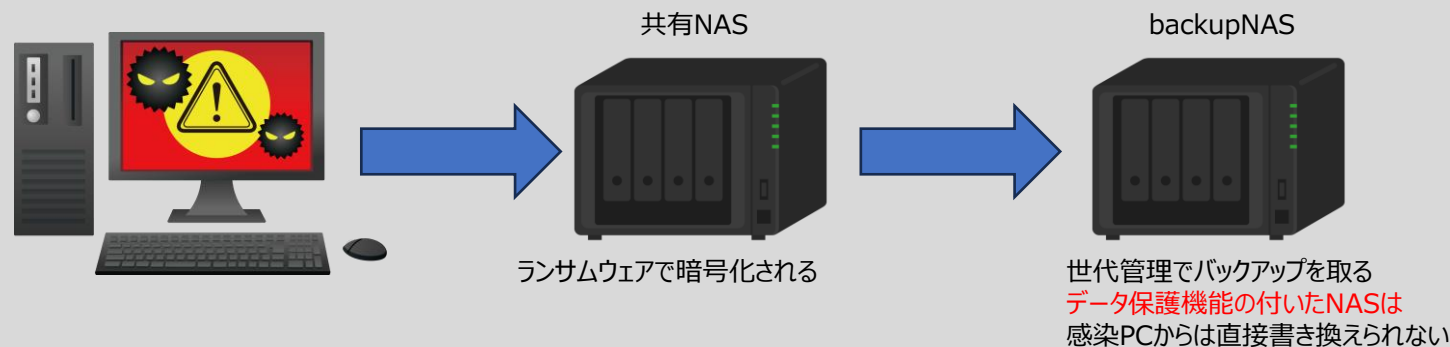 共有NAS
backupNAS
ランサムウェアで暗号化される
世代管理でバックアップを取る
データ保護機能の付いたNASは
感染PCからは直接書き換えられない